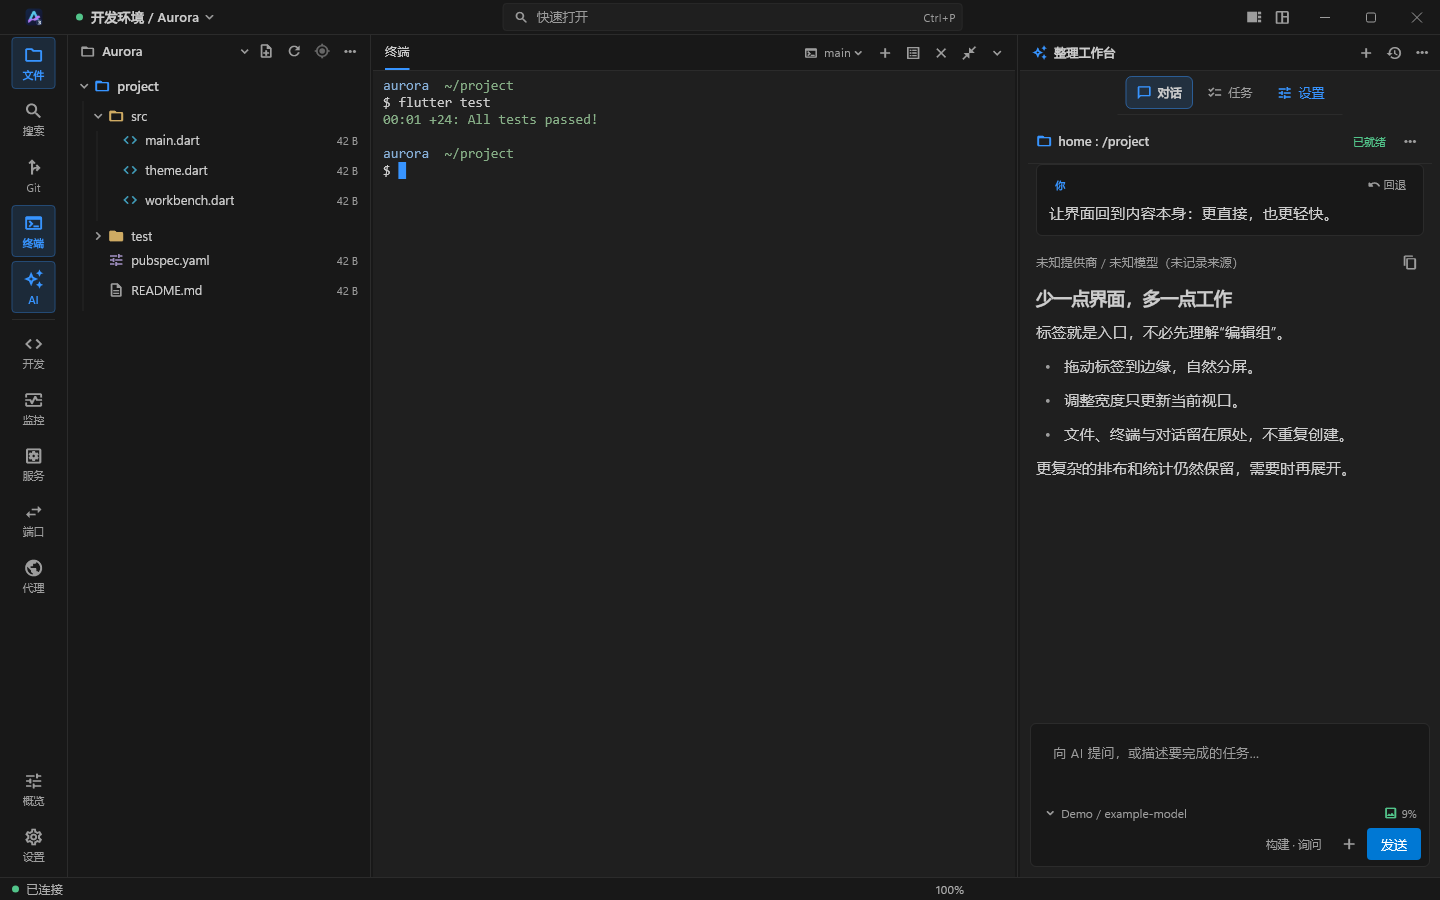 开发环境 / Aurora
快速打开
Ctrl+P
文件
搜索
Git
终端
AI
开发
监控
服务
端口
代理
概览
设置
Aurora
project
src
main.dart 42 B
theme.dart 42 B
workbench.dart 42 B
test
pubspec.yaml 42 B
README.md 42 B
终端
main
aurora ~/project
$ flutter test
00:01 +24: All tests passed!
aurora ~/project
$
整理工作台
对话
任务
设置
home : /project
已就绪
你
回退
让界面回到内容本身：更直接，也更轻快。
未知提供商 / 未知模型（未记录来源）
少一点界面，多一点工作
标签就是入口，不必先理解“编辑组”。
• 拖动标签到边缘，自然分屏。
• 调整宽度只更新当前视口。
• 文件、终端与对话留在原处，不重复创建。
更复杂的排布和统计仍然保留，需要时再展开。
向 AI 提问，或描述要完成的任务...
Demo / example-model
9%
构建 · 询问
发送
已连接
100%